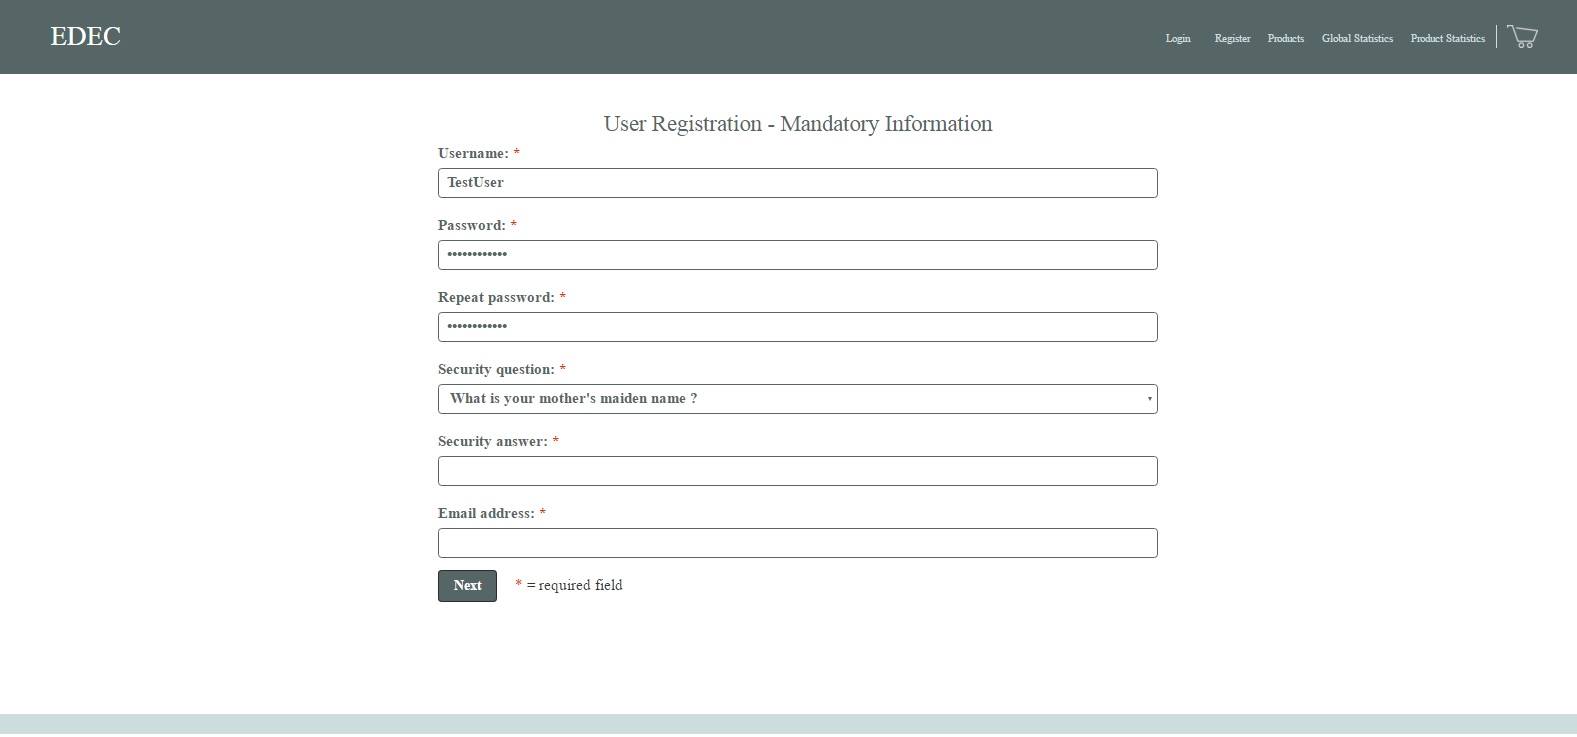 EDEC
Login Register Products Global Statistics Product Statistics
User Registration - Mandatory Information
Username: *
TestUser
Password: *
••••••••••••
Repeat password: *
••••••••••••
Security question: *
What is your mother's maiden name ?
Security answer: *
Email address: *
Next * = required field